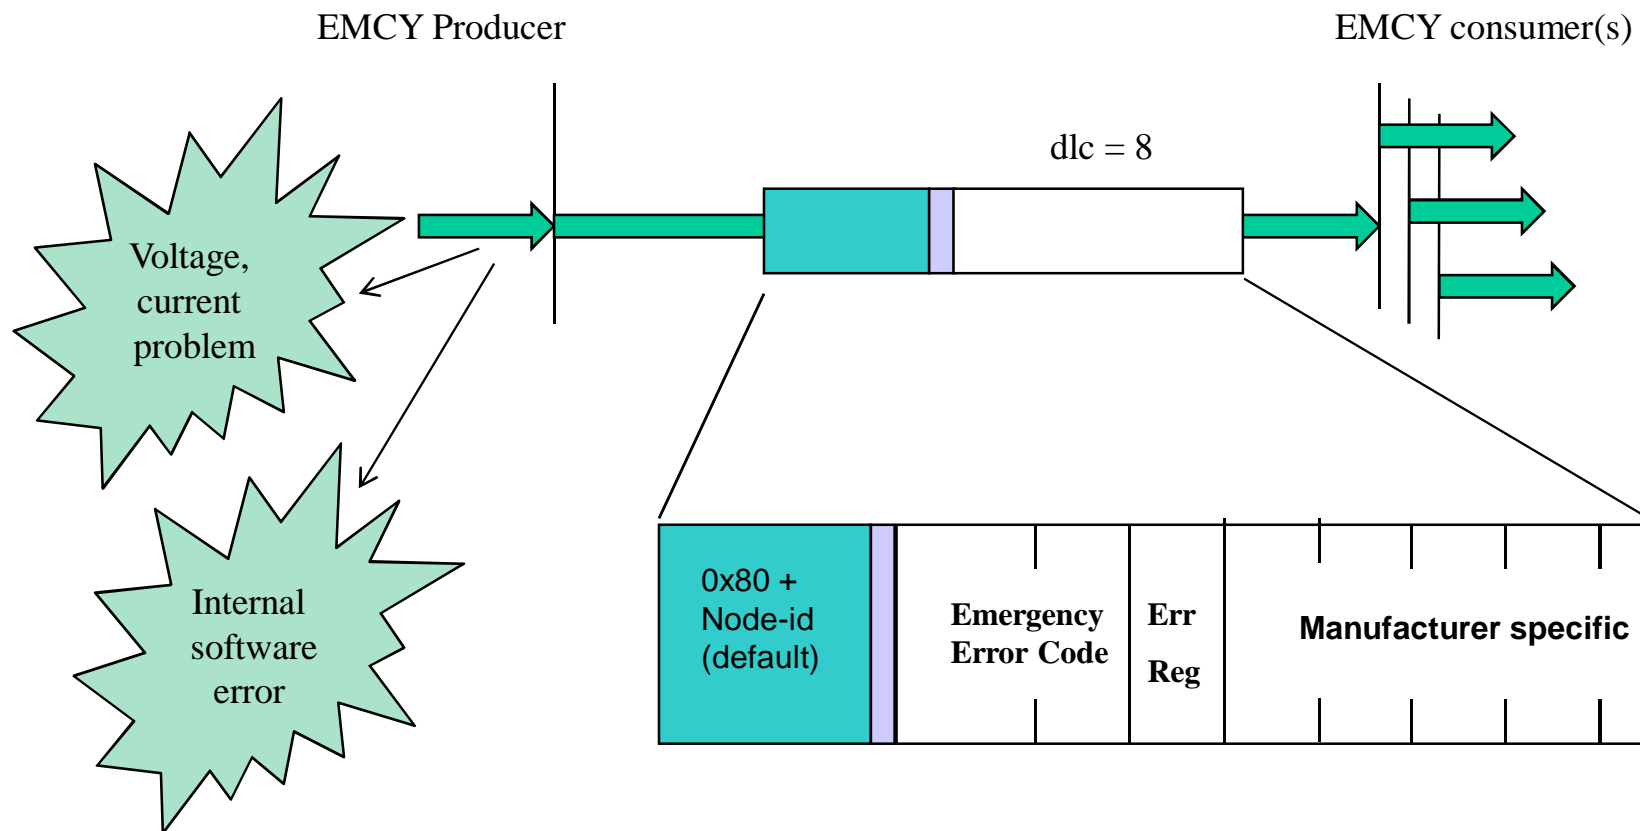 EMCY Producer
EMCY consumer(s)
dlc = 8
Voltage,
current
problem
Internal
software
error
0x80 +
Node-id
(default)
Emergency
Error Code
Err
Reg
Manufacturer specific